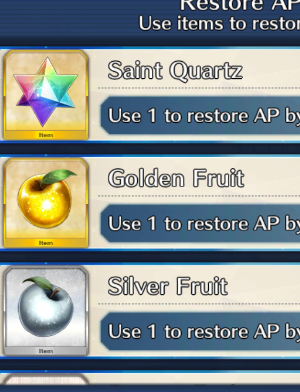 Restore AP
Use items to restor
Saint Quartz
Use 1 to restore AP by
Item
Golden Fruit
Use 1 to restore AP by
Item
Silver Fruit
Use 1 to restore AP by
Item